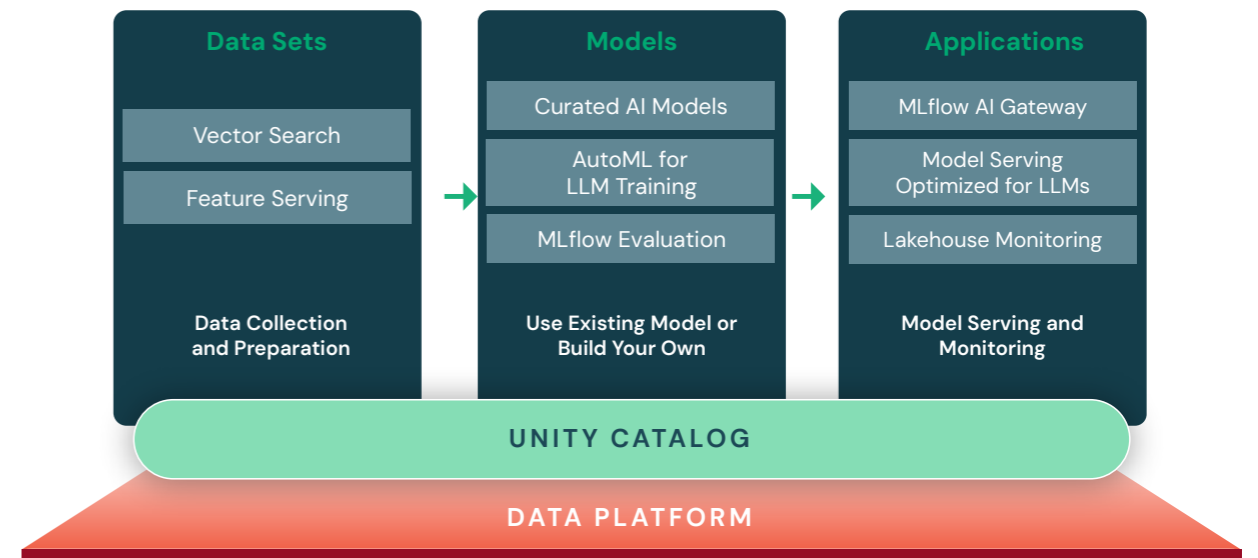 Data Sets
Vector Search
Feature Serving
Data Collection
and Preparation
Models
Curated AI Models
AutoML for
LLM Training
MLflow Evaluation
Use Existing Model or
Build Your Own
Applications
MLflow AI Gateway
Model Serving
Optimized for LLMs
Lakehouse Monitoring
Model Serving and
Monitoring
UNITY CATALOG
DATA PLATFORM